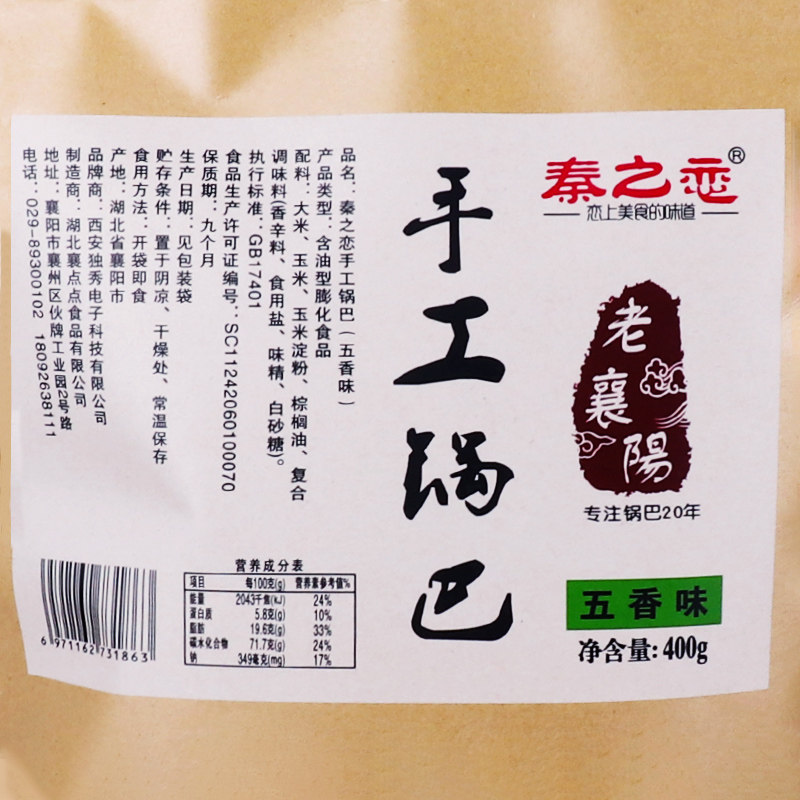 秦之恋®
恋上美食的味道
老襄陽
专注锅巴20年
五香味
净含量:400g
手工锅巴
品名：秦之恋手工锅巴（五香味）
产品类型：含油型膨化食品
配料：大米、玉米、玉米淀粉、棕榈油、复合
调味料(香辛料、食用盐、味精、白砂糖)。
执行标准：GB17401
食品生产许可证编号：SC11242060100070
保质期：九个月
生产日期：见包装袋
贮存条件：置于阴凉、干燥处、常温保存
食用方法：开袋即食
产地：湖北省襄阳市
品牌商：西安独秀电子科技有限公司
制造商：湖北襄点点食品有限公司
地址：襄阳市襄州区伙牌工业园2号路
电话：029-89300102 18092638111
营养成分表
项目 每100克(g) 营养素参考值%
能量 2043千焦(kJ) 24%
蛋白质 5.8克(g) 10%
脂肪 19.6克(g) 33%
碳水化合物 71.7克(g) 24%
钠 349毫克(mg) 17%
6 971162 731863